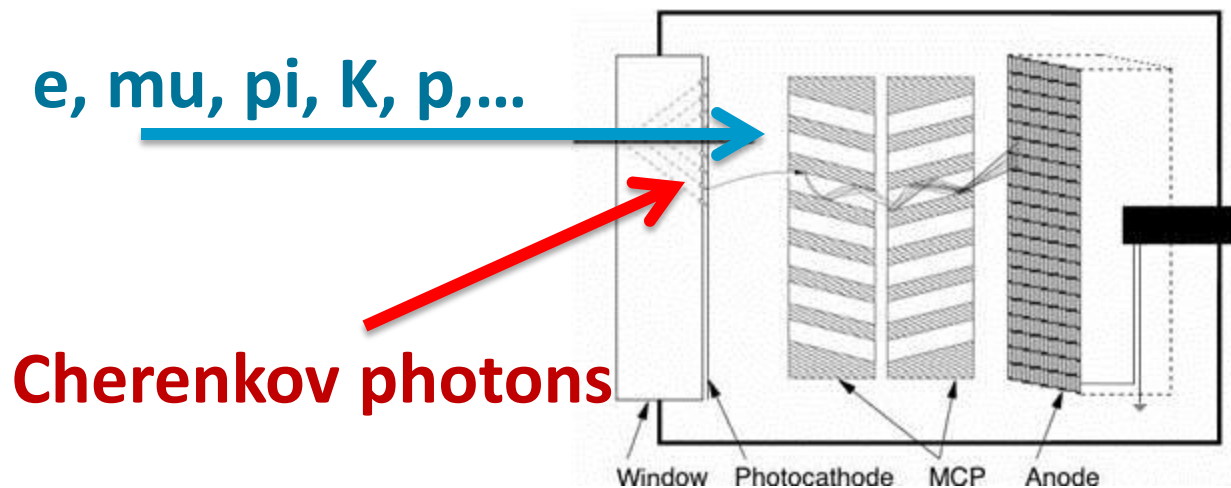 e, mu, pi, K, p,...
Cherenkov photons
Window Photocathode MCP Anode